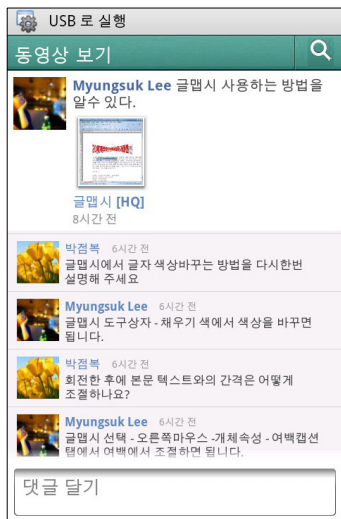 USB 로 실행
동영상 보기
Myungsuk Lee 글맵시 사용하는 방법을
알수 있다.
글맵시 [HQ]
8시간 전
박점복 6시간 전
글맵시에서 글자 색상바꾸는 방법을 다시한번
설명해 주세요
Myungsuk Lee 6시간 전
글맵시 도구상자 - 채우기 색에서 색상을 바꾸면
됩니다.
박점복 6시간 전
회전한 후에 본문 텍스트와의 간격은 어떻게
조절하나요?
Myungsuk Lee 6시간 전
글맵시 선택 - 오른쪽마우스 -개체속성 - 여백캡션
탭에서 여백에서 조절하면 됩니다.
댓글 달기